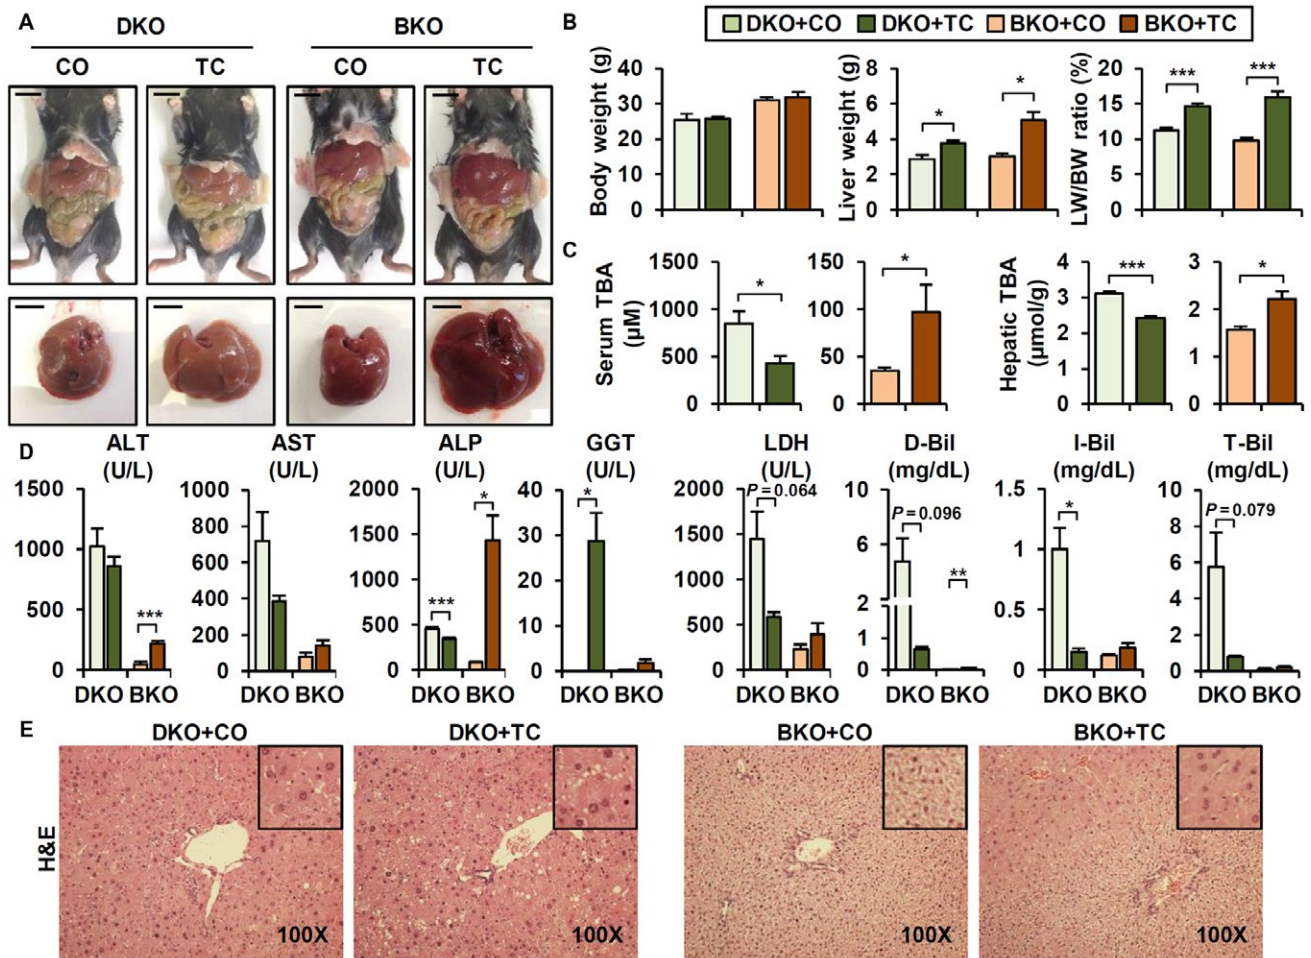 A
DKO
BKO
CO
TC
CO
TC
B
DKO+CO
DKO+TC
BKO+CO
BKO+TC
Body weight (g)
40
30
20
10
0
Liver weight (g)
8
6
4
2
0
*
*
LW/BW ratio (%)
20
15
10
5
0
***
***
C
Serum TBA
(µM)
1500
1000
500
0
*
150
100
50
0
*
Hepatic TBA
(µmol/g)
4
3
2
1
0
***
3
2
1
0
*
D
ALT
(U/L)
1500
1000
500
0
***
DKO BKO
AST
(U/L)
1000
800
600
400
200
0
DKO BKO
ALP
(U/L)
2000
1500
1000
500
0
***
*
DKO BKO
GGT
(U/L)
40
30
20
10
0
*
DKO BKO
LDH
(U/L)
2000
1500
1000
500
0
P = 0.064
DKO BKO
D-Bil
(mg/dL)
10
6
2
2
1
0
P = 0.096
**
DKO BKO
I-Bil
(mg/dL)
1.5
1
0.5
0
*
DKO BKO
T-Bil
(mg/dL)
10
8
6
4
2
0
P = 0.079
DKO BKO
E
DKO+CO
DKO+TC
BKO+CO
BKO+TC
H&E
100X
100X
100X
100X